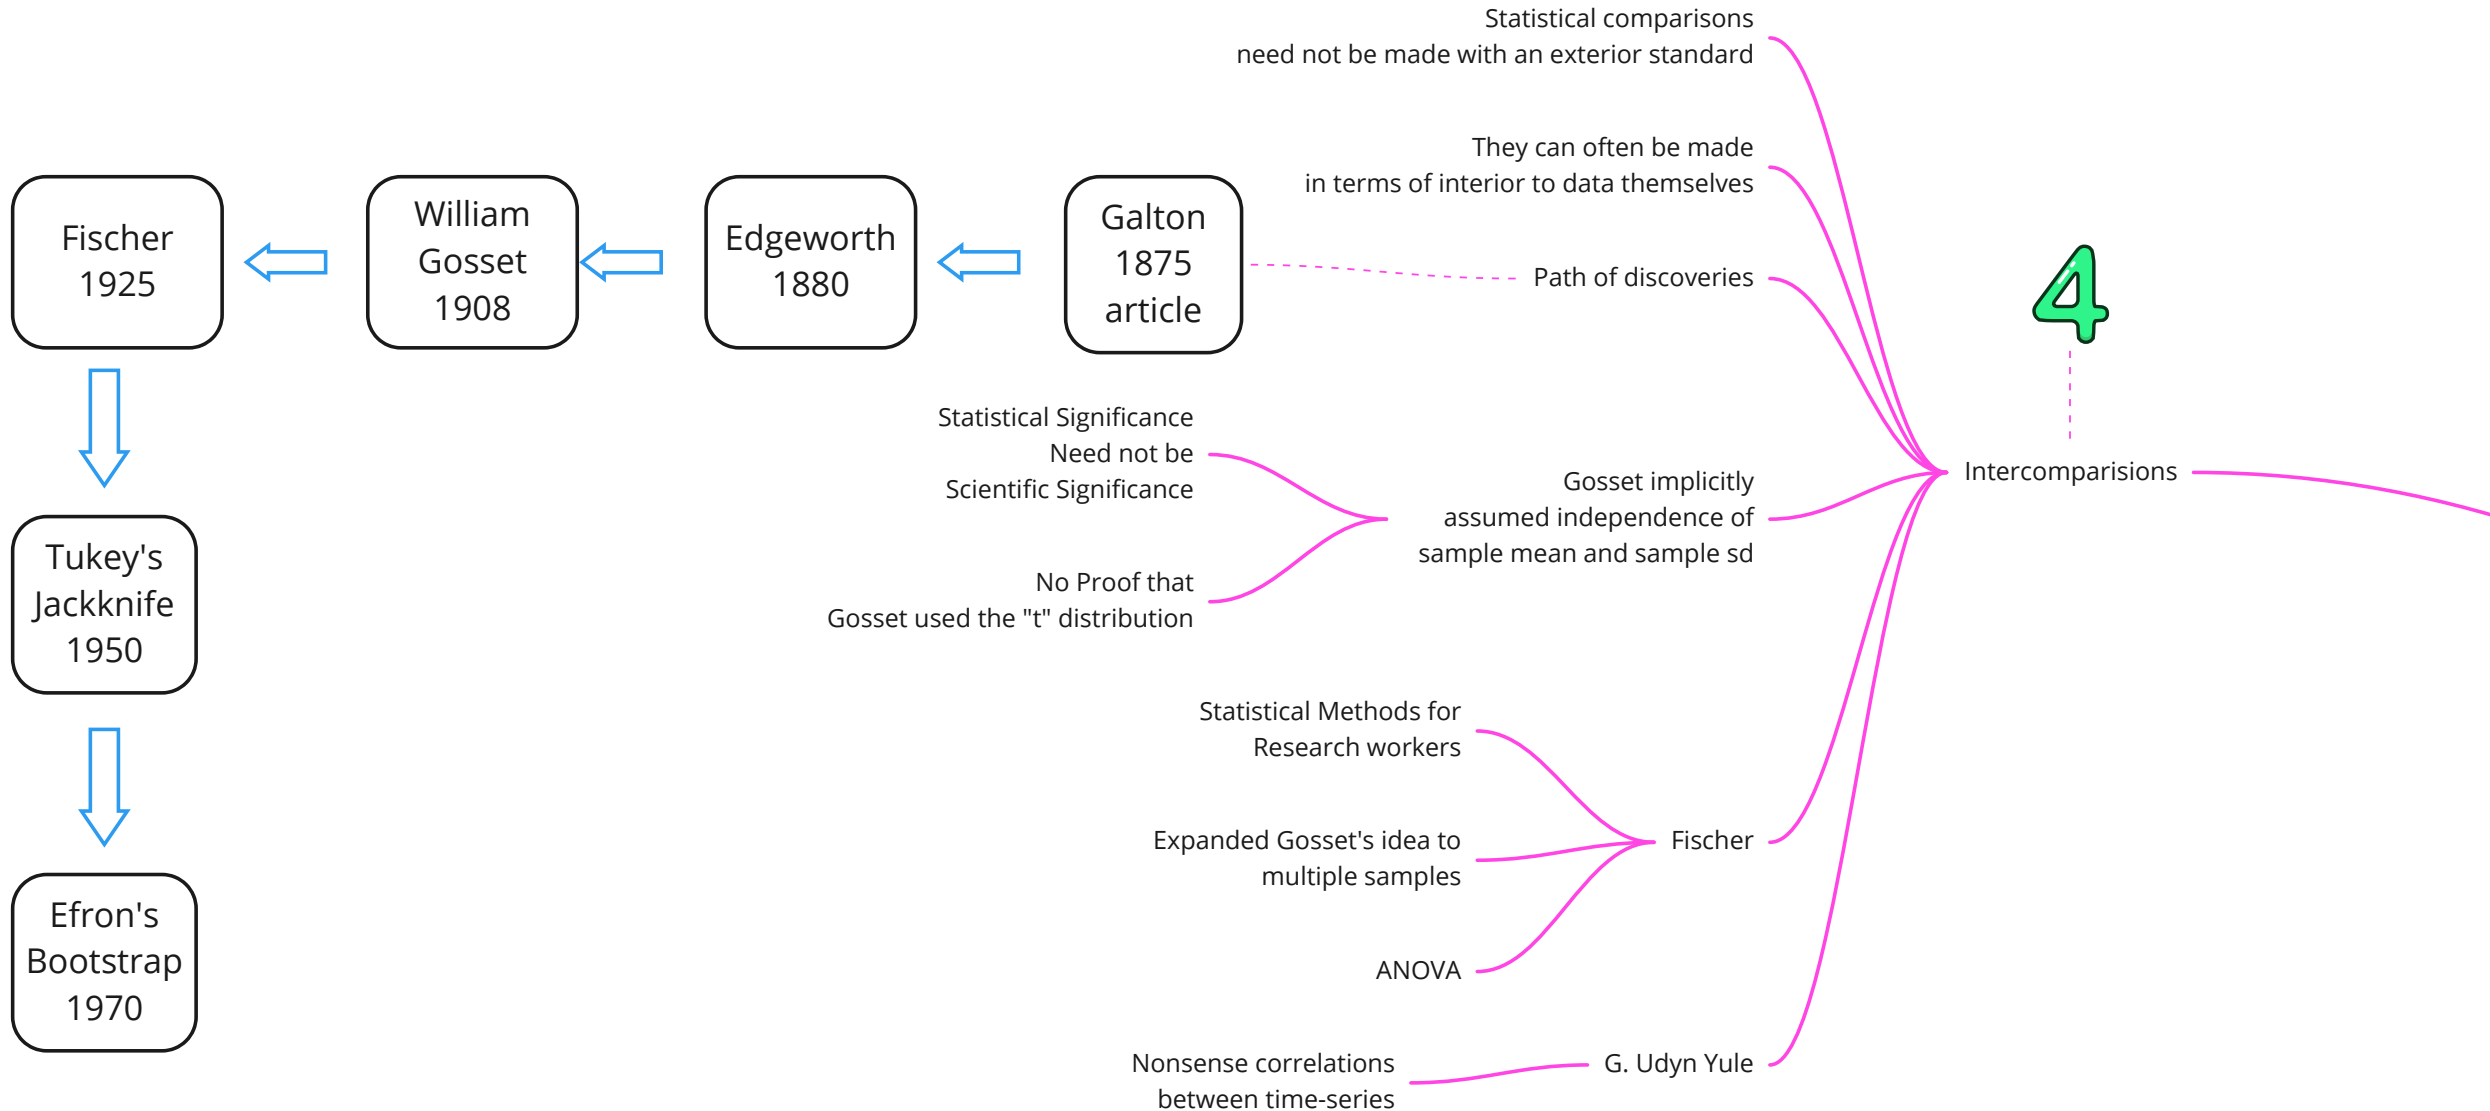 Statistical comparisons
need not be made with an exterior standard
They can often be made
in terms of interior to data themselves
Path of discoveries
Galton
1875
article
Edgeworth
1880
William
Gosset
1908
Fischer
1925
Tukey's
Jackknife
1950
Efron's
Bootstrap
1970
4
Intercomparisions
Gosset implicitly
assumed independence of
sample mean and sample sd
Statistical Significance
Need not be
Scientific Significance
No Proof that
Gosset used the "t" distribution
Fischer
Statistical Methods for
Research workers
Expanded Gosset's idea to
multiple samples
ANOVA
G. Udyn Yule
Nonsense correlations
between time-series